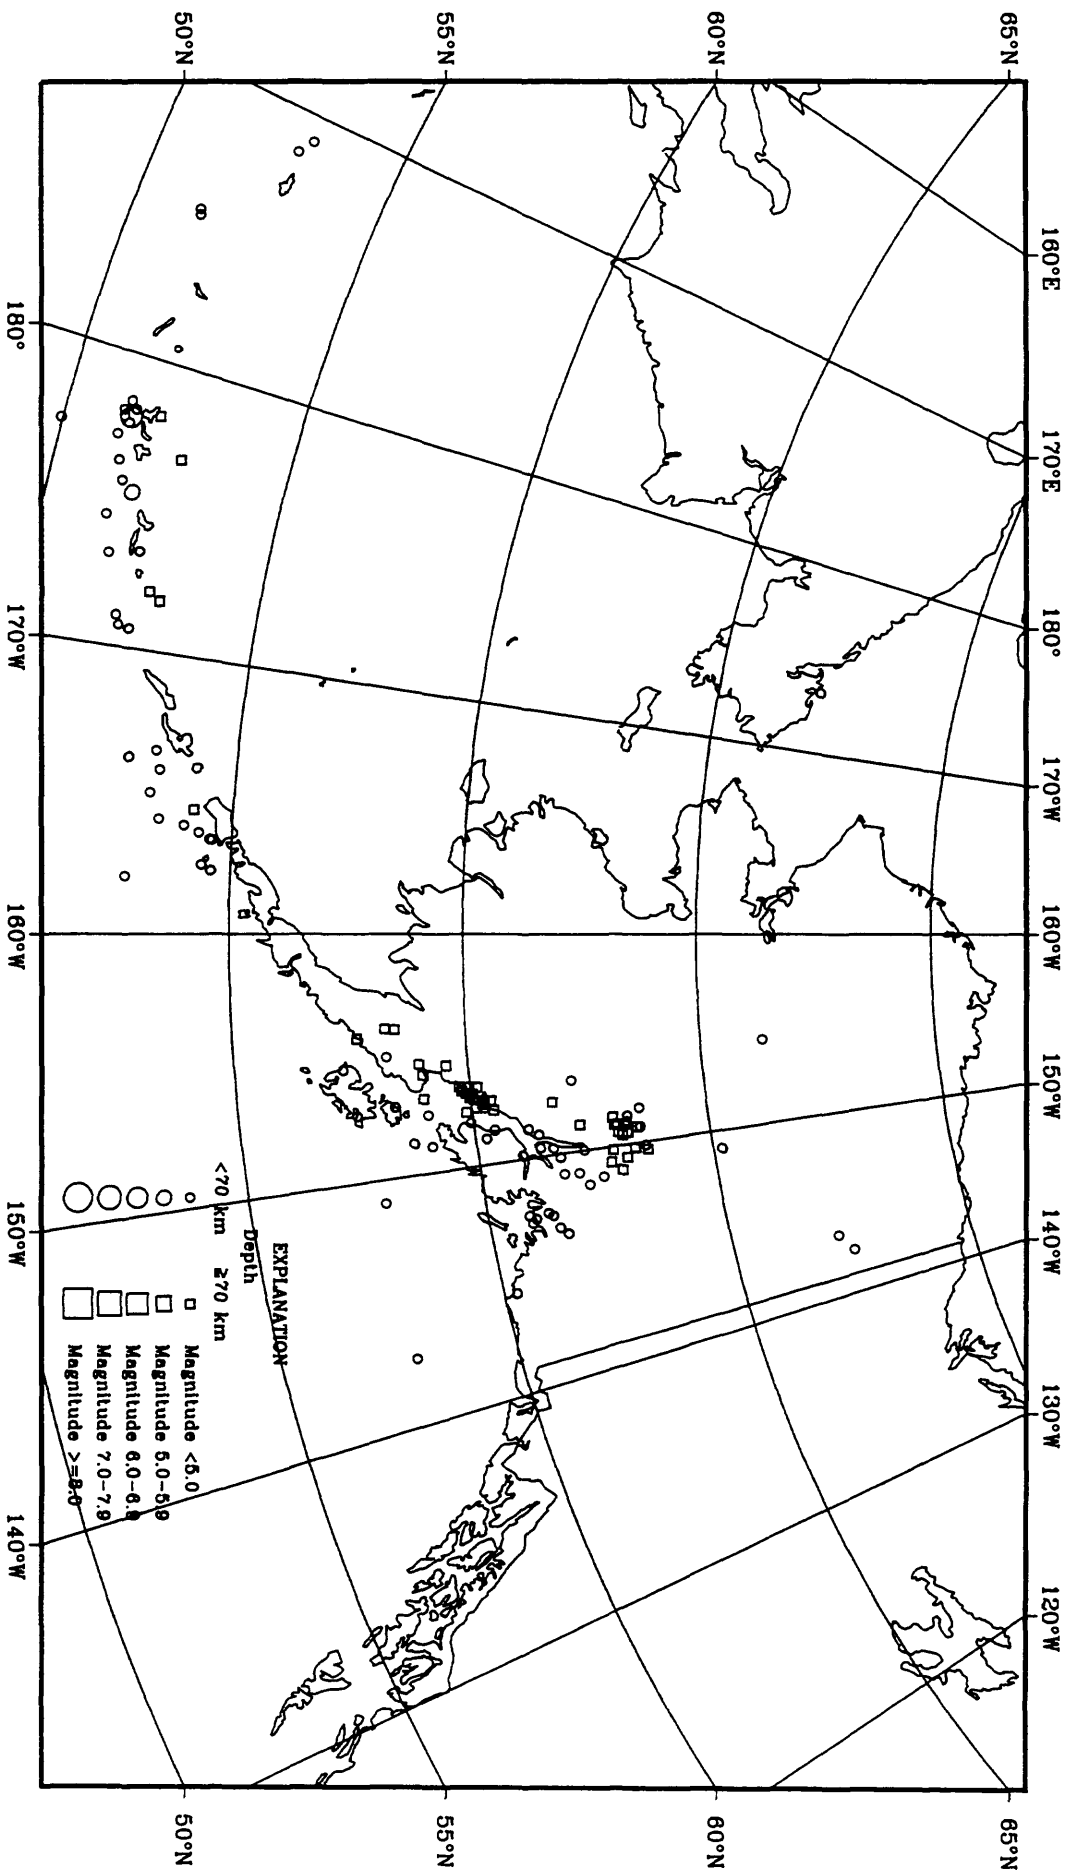 160°E 170°E 180° 170°W 160°W 150°W 140°W 130°W 120°W
65°N 65°N
60°N 60°N
55°N 55°N
50°N 50°N
EXPLANATION
Depth
<70 km ≥70 km
Magnitude <5.0
Magnitude 5.0-5.9
Magnitude 6.0-6.9
Magnitude 7.0-7.9
Magnitude >=8.0
180° 170°W 160°W 150°W 140°W